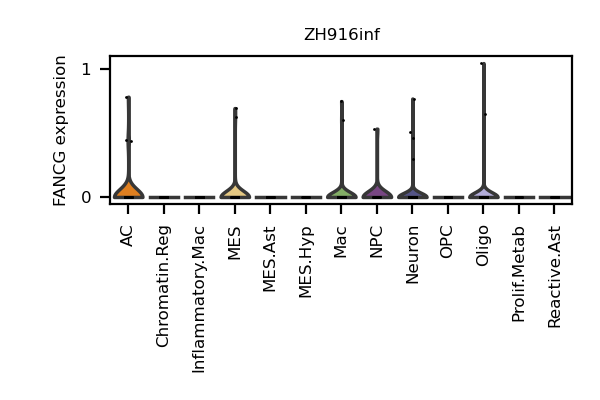 ZH916inf
FANCG expression
1
0
AC
Chromatin.Reg
Inflammatory.Mac
MES
MES.Ast
MES.Hyp
Mac
NPC
Neuron
OPC
Oligo
Prolif.Metab
Reactive.Ast